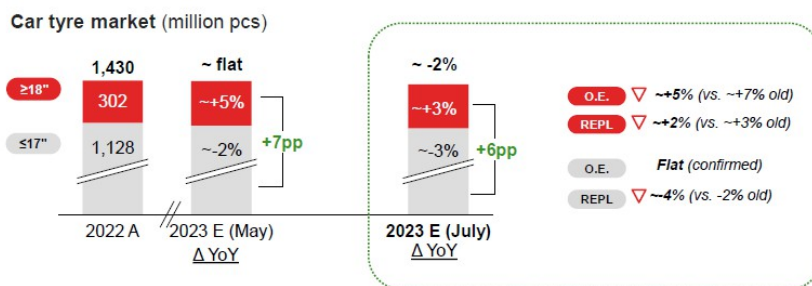 Car tyre market (million pcs)
1,430
~ flat
~ -2%
≥18"
302
~+5%
~+3%
≤17"
1,128
~-2%
+7pp
~-3%
+6pp
2022 A
2023 E (May)
Δ YoY
2023 E (July)
Δ YoY
O.E. ▽ ~+5% (vs. ~+7% old)
REPL ▽ ~+2% (vs. ~+3% old)
O.E. Flat (confirmed)
REPL ▽ ~-4% (vs. -2% old)